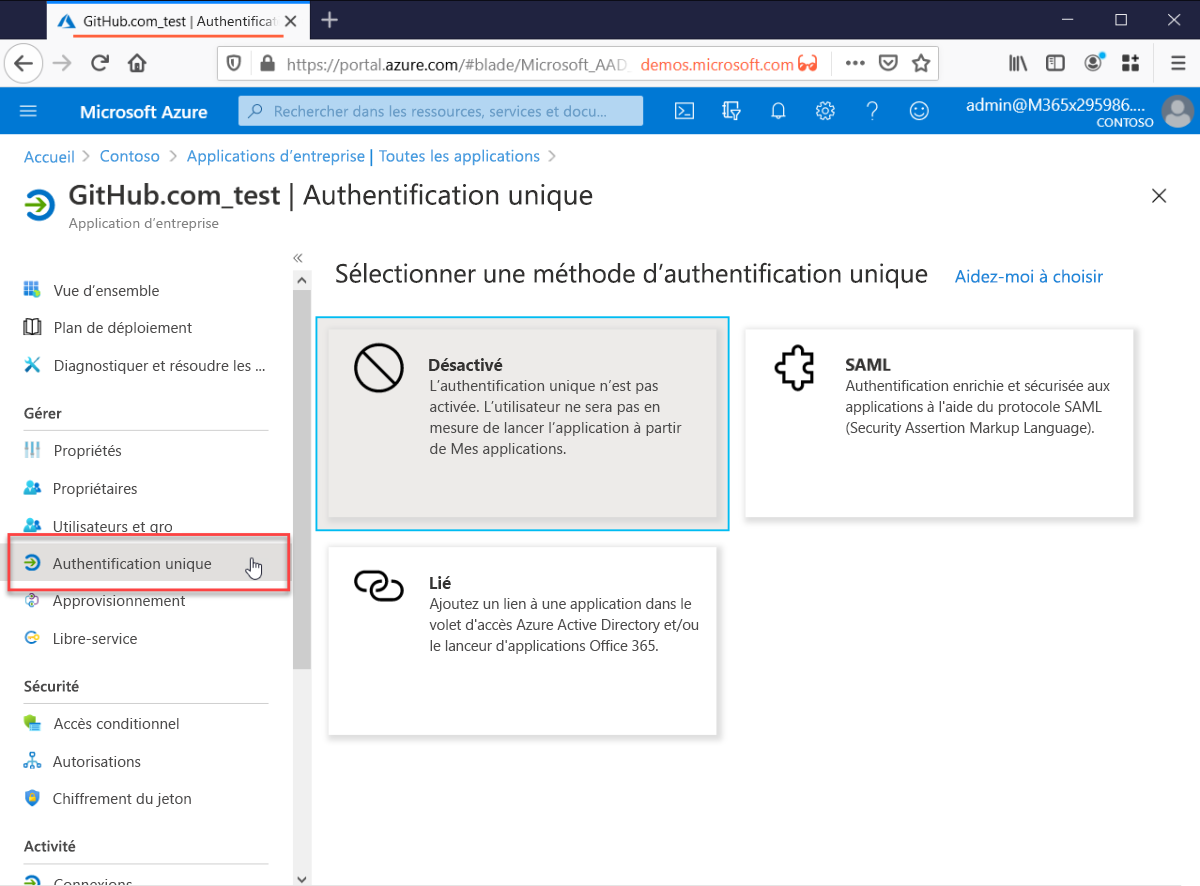 GitHub.com_test | Authentificat
https://portal.azure.com/#blade/Microsoft_AAD_ demos.microsoft.com
Microsoft Azure
Rechercher dans les ressources, services et docu...
admin@M365x295986....
CONTOSO
Accueil > Contoso > Applications d’entreprise | Toutes les applications >
GitHub.com_test | Authentification unique
Application d’entreprise
«
Vue d’ensemble
Plan de déploiement
Diagnostiquer et résoudre les ...
Gérer
Propriétés
Propriétaires
Utilisateurs et gro
Authentification unique
Approvisionnement
Libre-service
Sécurité
Accès conditionnel
Autorisations
Chiffrement du jeton
Activité
Connexions
Sélectionner une méthode d’authentification unique
Aidez-moi à choisir
Désactivé
L’authentification unique n’est pas
activée. L’utilisateur ne sera pas en
mesure de lancer l’application à partir
de Mes applications.
SAML
Authentification enrichie et sécurisée aux
applications à l'aide du protocole SAML
(Security Assertion Markup Language).
Lié
Ajoutez un lien à une application dans le
volet d'accès Azure Active Directory et/ou
le lanceur d'applications Office 365.